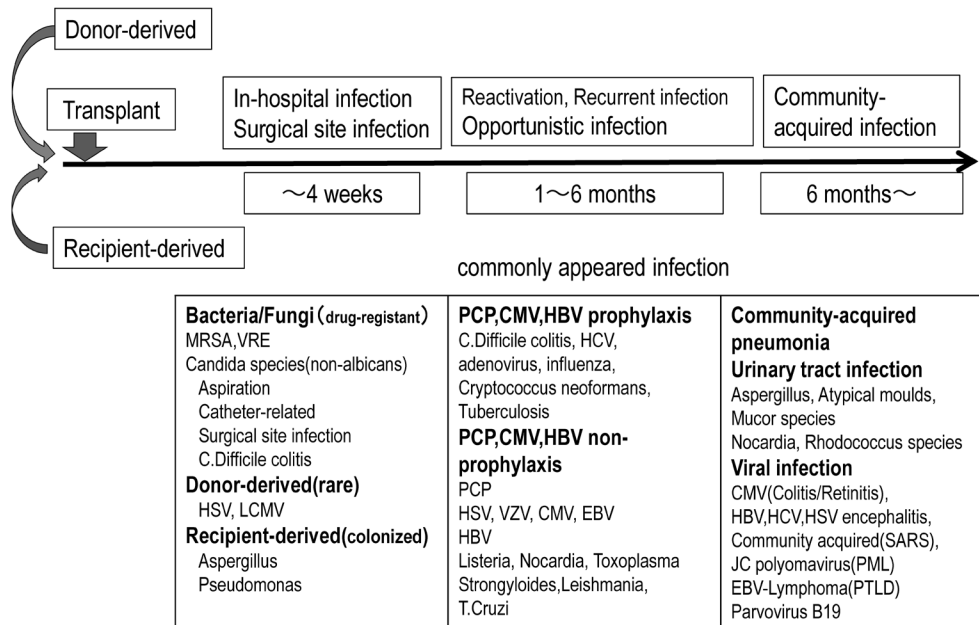 Donor-derived
Transplant
In-hospital infection
Surgical site infection
Reactivation, Recurrent infection
Opportunistic infection
Community-
acquired infection
～4 weeks
1～6 months
6 months～
Recipient-derived
commonly appeared infection
Bacteria/Fungi（drug-registant）
MRSA,VRE
Candida species(non-albicans)
Aspiration
Catheter-related
Surgical site infection
C.Difficile colitis
Donor-derived(rare)
HSV, LCMV
Recipient-derived(colonized)
Aspergillus
Pseudomonas
PCP,CMV,HBV prophylaxis
C.Difficile colitis, HCV,
adenovirus, influenza,
Cryptococcus neoformans,
Tuberculosis
PCP,CMV,HBV non-
prophylaxis
PCP
HSV, VZV, CMV, EBV
HBV
Listeria, Nocardia, Toxoplasma
Strongyloides,Leishmania,
T.Cruzi
Community-acquired
pneumonia
Urinary tract infection
Aspergillus, Atypical moulds,
Mucor species
Nocardia, Rhodococcus species
Viral infection
CMV(Colitis/Retinitis),
HBV,HCV,HSV encephalitis,
Community acquired(SARS),
JC polyomavirus(PML)
EBV-Lymphoma(PTLD)
Parvovirus B19